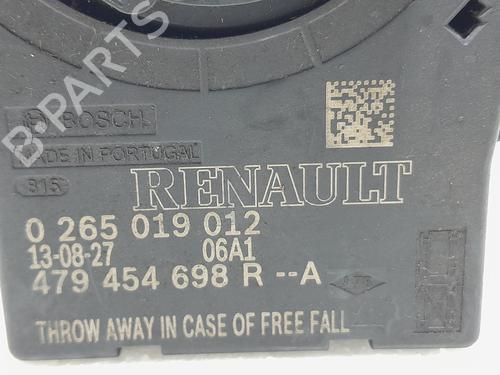 B-PARTS
BOSCH
MADE IN PORTUGAL
815
RENAULT
0 265 019 012
13-08-27 06A1
479 454 698 R --A
THROW AWAY IN CASE OF FREE FALL